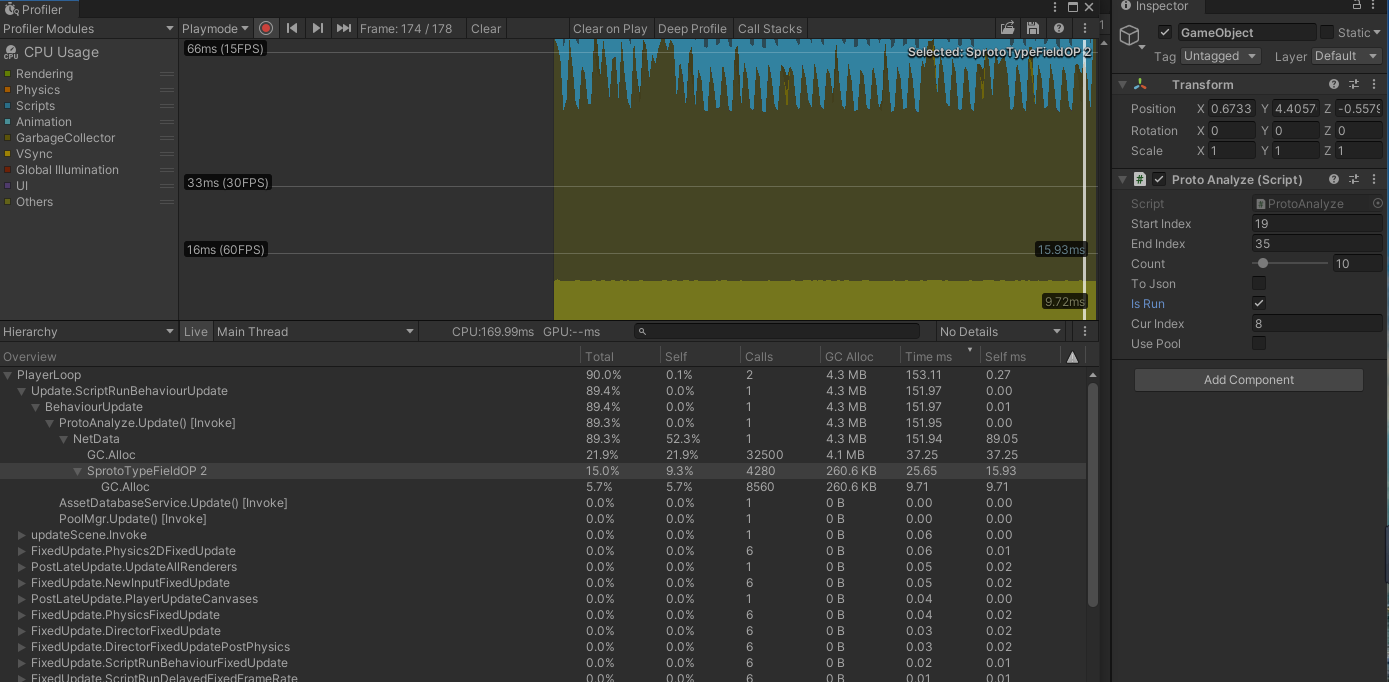 Profiler
Profiler Modules Playmode Frame: 174 / 178 Clear Clear on Play Deep Profile Call Stacks
CPU Usage
Rendering
Physics
Scripts
Animation
GarbageCollector
VSync
Global Illumination
UI
Others
66ms (15FPS)
Selected: SprotoTypeFieldOP 2
33ms (30FPS)
16ms (60FPS)
15.93ms
9.72ms
Hierarchy Live Main Thread CPU:169.99ms GPU:--ms No Details
Overview Total Self Calls GC Alloc Time ms Self ms
PlayerLoop 90.0% 0.1% 2 4.3 MB 153.11 0.27
Update.ScriptRunBehaviourUpdate 89.4% 0.0% 1 4.3 MB 151.97 0.00
BehaviourUpdate 89.4% 0.0% 1 4.3 MB 151.97 0.01
ProtoAnalyze.Update() [Invoke] 89.3% 0.0% 1 4.3 MB 151.95 0.00
NetData 89.3% 52.3% 1 4.3 MB 151.94 89.05
GC.Alloc 21.9% 21.9% 32500 4.1 MB 37.25 37.25
SprotoTypeFieldOP 2 15.0% 9.3% 4280 260.6 KB 25.65 15.93
GC.Alloc 5.7% 5.7% 8560 260.6 KB 9.71 9.71
AssetDatabaseService.Update() [Invoke] 0.0% 0.0% 1 0 B 0.00 0.00
PoolMgr.Update() [Invoke] 0.0% 0.0% 1 0 B 0.00 0.00
updateScene.Invoke 0.0% 0.0% 1 0 B 0.06 0.00
FixedUpdate.Physics2DFixedUpdate 0.0% 0.0% 6 0 B 0.06 0.01
PostLateUpdate.UpdateAllRenderers 0.0% 0.0% 1 0 B 0.05 0.02
FixedUpdate.NewInputFixedUpdate 0.0% 0.0% 6 0 B 0.05 0.02
PostLateUpdate.PlayerUpdateCanvases 0.0% 0.0% 1 0 B 0.04 0.00
FixedUpdate.PhysicsFixedUpdate 0.0% 0.0% 6 0 B 0.04 0.02
FixedUpdate.DirectorFixedUpdate 0.0% 0.0% 6 0 B 0.03 0.02
FixedUpdate.DirectorFixedUpdatePostPhysics 0.0% 0.0% 6 0 B 0.03 0.02
FixedUpdate.ScriptRunBehaviourFixedUpdate 0.0% 0.0% 6 0 B 0.02 0.01
FixedUpdate.ScriptRunDelayedFixedFrameRate 0.0% 0.0% 6 0 B 0.01 0.01
Inspector
GameObject Static
Tag Untagged Layer Default
Transform
Position X 0.6733 Y 4.4057 Z -0.5579
Rotation X 0 Y 0 Z 0
Scale X 1 Y 1 Z 1
Proto Analyze (Script)
Script ProtoAnalyze
Start Index 19
End Index 35
Count 10
To Json
Is Run
Cur Index 8
Use Pool
Add Component